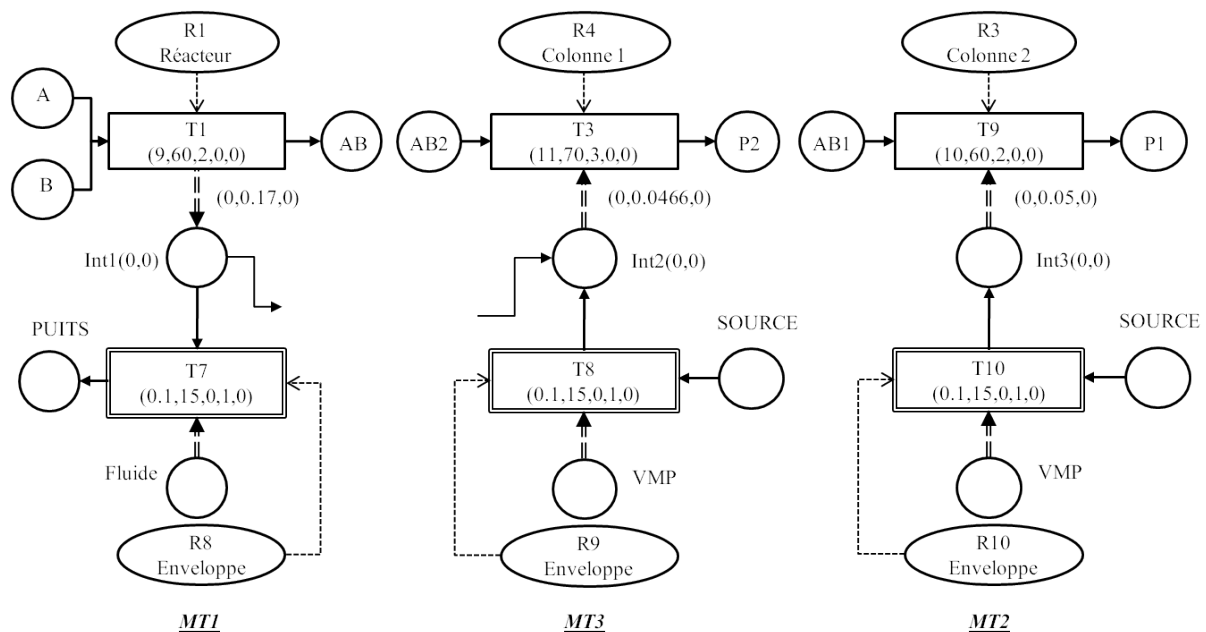 R1
Réacteur
R4
Colonne 1
R3
Colonne 2
A
B
T1
(9,60,2,0,0)
AB
AB2
T3
(11,70,3,0,0)
P2
AB1
T9
(10,60,2,0,0)
P1
(0,0.17,0)
(0,0.0466,0)
(0,0.05,0)
Int1(0,0)
Int2(0,0)
Int3(0,0)
PUITS
SOURCE
SOURCE
T7
(0.1,15,0,1,0)
T8
(0.1,15,0,1,0)
T10
(0.1,15,0,1,0)
Fluide
VMP
VMP
R8
Enveloppe
R9
Enveloppe
R10
Enveloppe
MT1
MT3
MT2